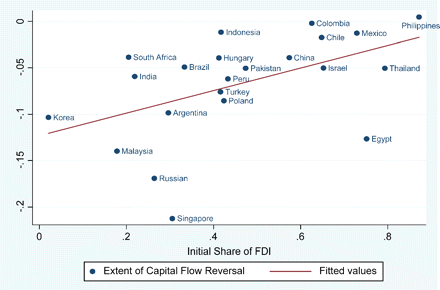 0
-.05
-.1
-.15
-.2
Philippines
Colombia
Indonesia
Mexico
Chile
South Africa
Hungary
China
Brazil
Pakistan
Israel
Thailand
India
Peru
Turkey
Poland
Argentina
Korea
Egypt
Malaysia
Russian
Singapore
0 .2 .4 .6 .8
Initial Share of FDI
Extent of Capital Flow Reversal Fitted values